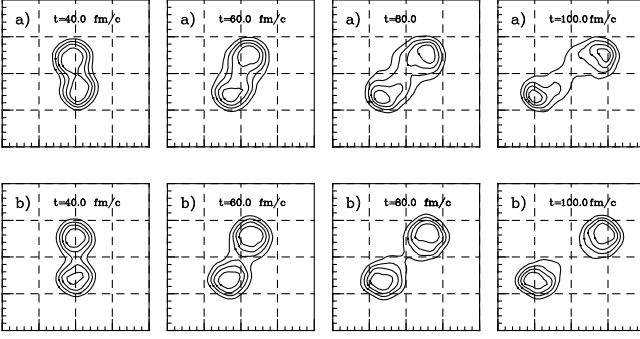 a) t=40.0 fm/c
a) t=60.0 fm/c
a) t=80.0
a) t=100.0 fm/c
b) t=40.0 fm/c
b) t=60.0 fm/c
b) t=80.0 fm/c
b) t=100.0 fm/c